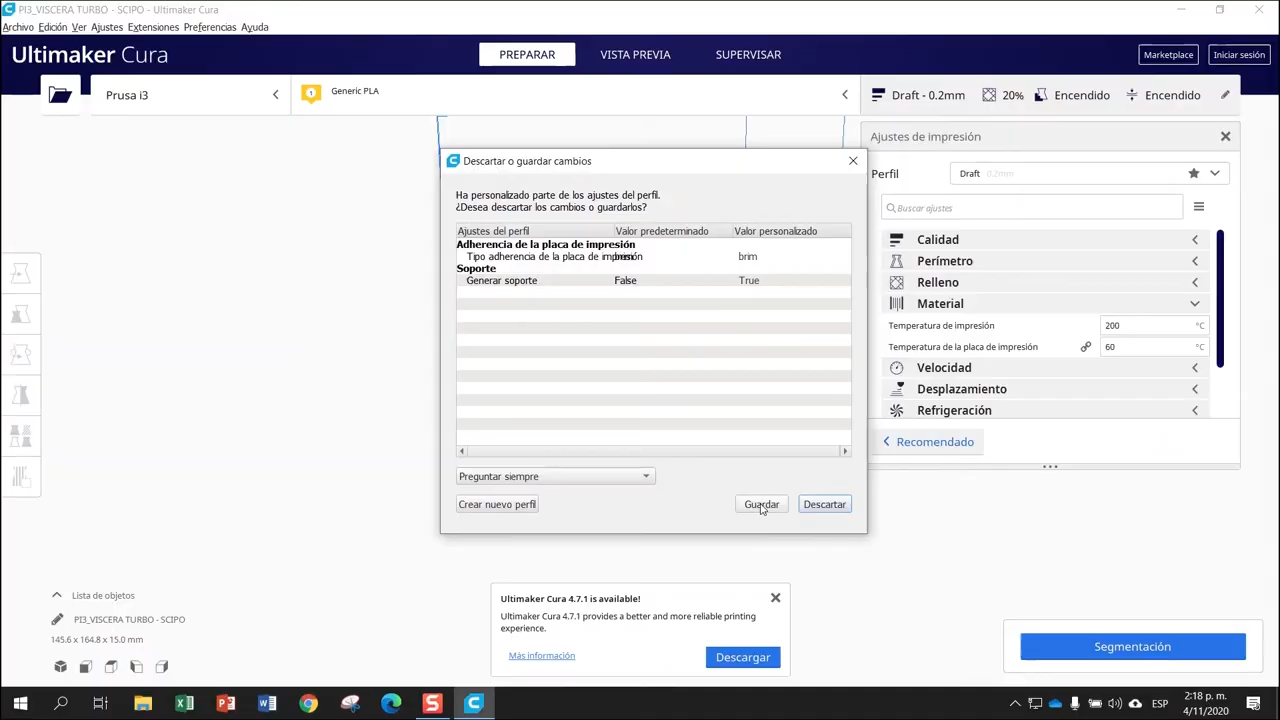 PI3_VISCERA TURBO - SCIPO - Ultimaker Cura
Archivo Edición Ver Ajustes Extensiones Preferencias Ayuda
Ultimaker Cura
PREPARAR
VISTA PREVIA
SUPERVISAR
Marketplace
Iniciar sesión
Prusa i3
1
Generic PLA
Draft - 0.2mm
20%
Encendido
Encendido
Ajustes de impresión
Perfil
Draft 0.2mm
Buscar ajustes
Calidad
Perímetro
Relleno
Material
Temperatura de impresión
200 °C
Temperatura de la placa de impresión
60 °C
Velocidad
Desplazamiento
Refrigeración
Recomendado
Descartar o guardar cambios
Ha personalizado parte de los ajustes del perfil.
¿Desea descartar los cambios o guardarlos?
Ajustes del perfil Valor predeterminado Valor personalizado
Adherencia de la placa de impresión
Tipo adherencia de la placa de impresión brim
Soporte
Generar soporte False True
Preguntar siempre
Crear nuevo perfil
Guardar
Descartar
Lista de objetos
PI3_VISCERA TURBO - SCIPO
145.6 x 164.8 x 15.0 mm
Ultimaker Cura 4.7.1 is available!
Ultimaker Cura 4.7.1 provides a better and more reliable printing
experience.
Más información
Descargar
Segmentación
ESP
2:18 p. m.
4/11/2020